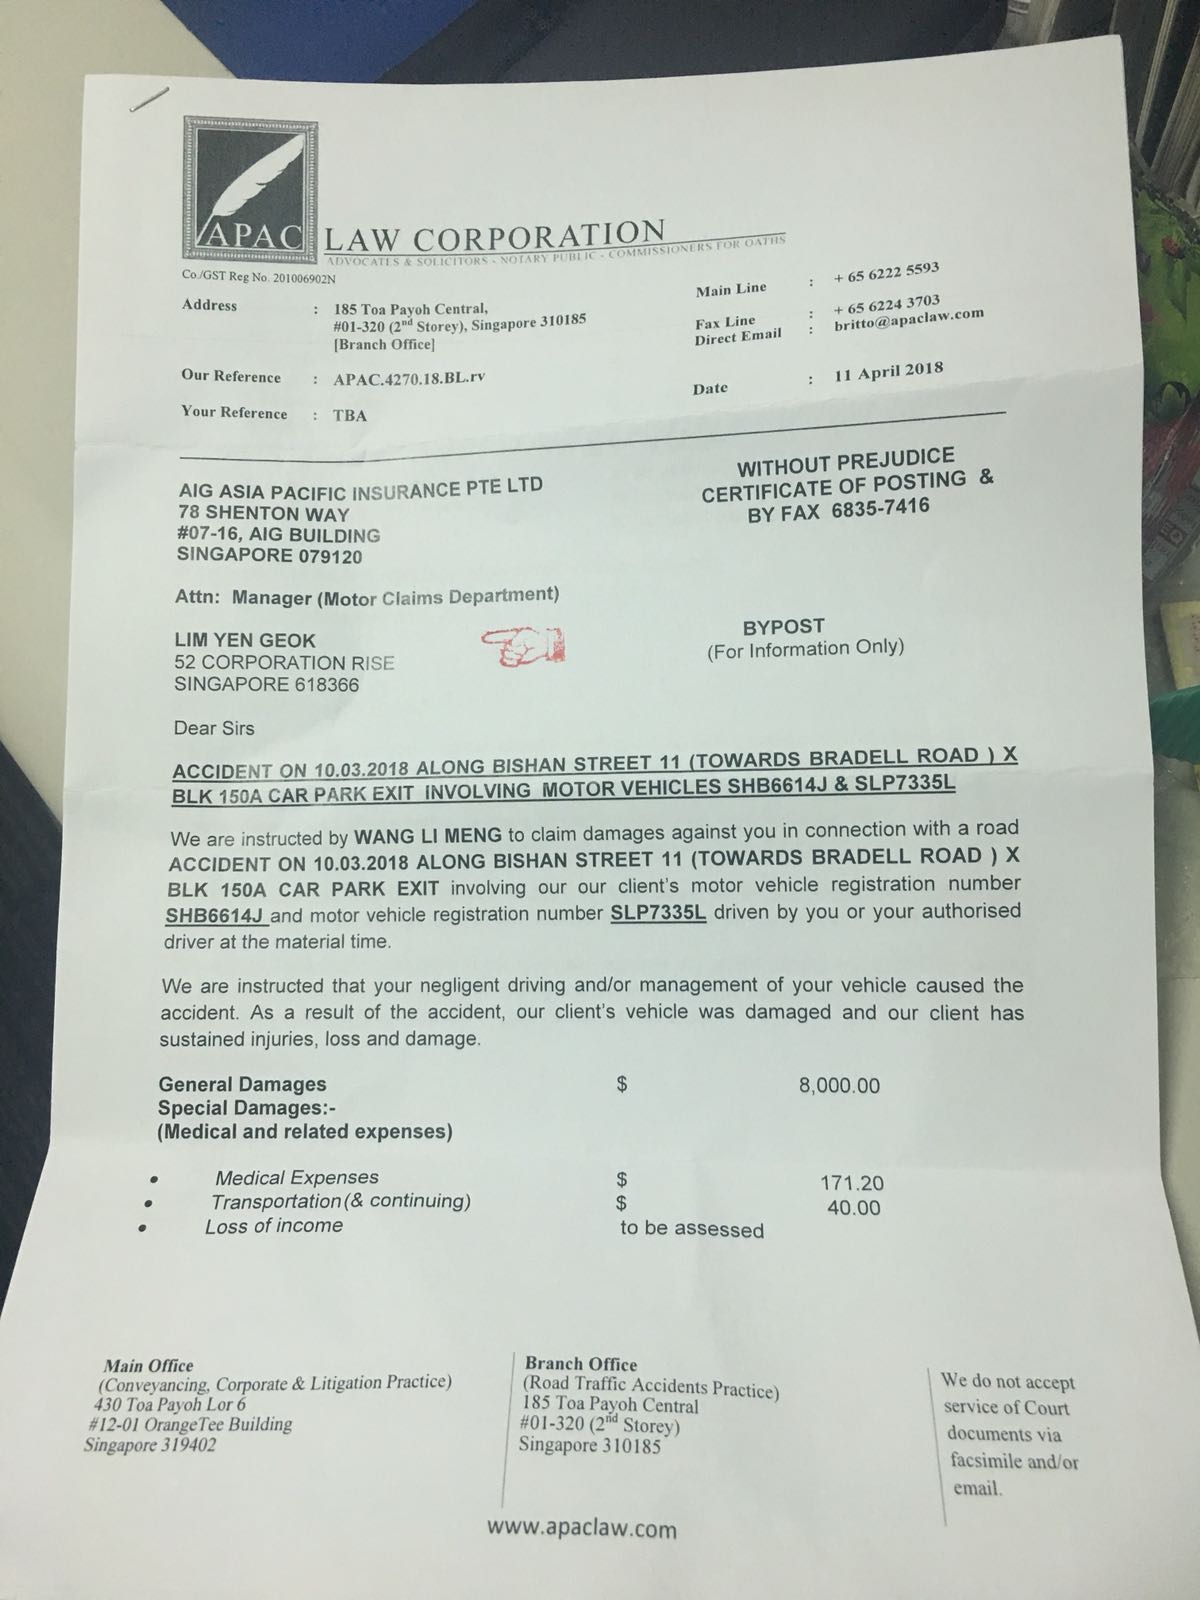 APAC
LAW CORPORATION
ADVOCATES & SOLICITORS - NOTARY PUBLIC - COMMISSIONERS FOR OATHS
Co./GST Reg No. 201006902N
Address : 185 Toa Payoh Central,
#01-320 (2nd Storey), Singapore 310185
[Branch Office]
Main Line : + 65 6222 5593
Fax Line : + 65 6224 3703
Direct Email : britto@apaclaw.com
Our Reference : APAC.4270.18.BL.rv
Date : 11 April 2018
Your Reference : TBA
AIG ASIA PACIFIC INSURANCE PTE LTD
78 SHENTON WAY
#07-16, AIG BUILDING
SINGAPORE 079120
WITHOUT PREJUDICE
CERTIFICATE OF POSTING &
BY FAX 6835-7416
Attn: Manager (Motor Claims Department)
LIM YEN GEOK
52 CORPORATION RISE
SINGAPORE 618366
BYPOST
(For Information Only)
Dear Sirs
ACCIDENT ON 10.03.2018 ALONG BISHAN STREET 11 (TOWARDS BRADELL ROAD ) X
BLK 150A CAR PARK EXIT INVOLVING MOTOR VEHICLES SHB6614J & SLP7335L
We are instructed by WANG LI MENG to claim damages against you in connection with a road
ACCIDENT ON 10.03.2018 ALONG BISHAN STREET 11 (TOWARDS BRADELL ROAD ) X
BLK 150A CAR PARK EXIT involving our our client's motor vehicle registration number
SHB6614J and motor vehicle registration number SLP7335L driven by you or your authorised
driver at the material time.
We are instructed that your negligent driving and/or management of your vehicle caused the
accident. As a result of the accident, our client's vehicle was damaged and our client has
sustained injuries, loss and damage.
General Damages $ 8,000.00
Special Damages:-
(Medical and related expenses)
• Medical Expenses $ 171.20
• Transportation (& continuing) $ 40.00
• Loss of income to be assessed
Main Office
(Conveyancing, Corporate & Litigation Practice)
430 Toa Payoh Lor 6
#12-01 OrangeTee Building
Singapore 319402
Branch Office
(Road Traffic Accidents Practice)
185 Toa Payoh Central
#01-320 (2nd Storey)
Singapore 310185
We do not accept
service of Court
documents via
facsimile and/or
email.
www.apaclaw.com